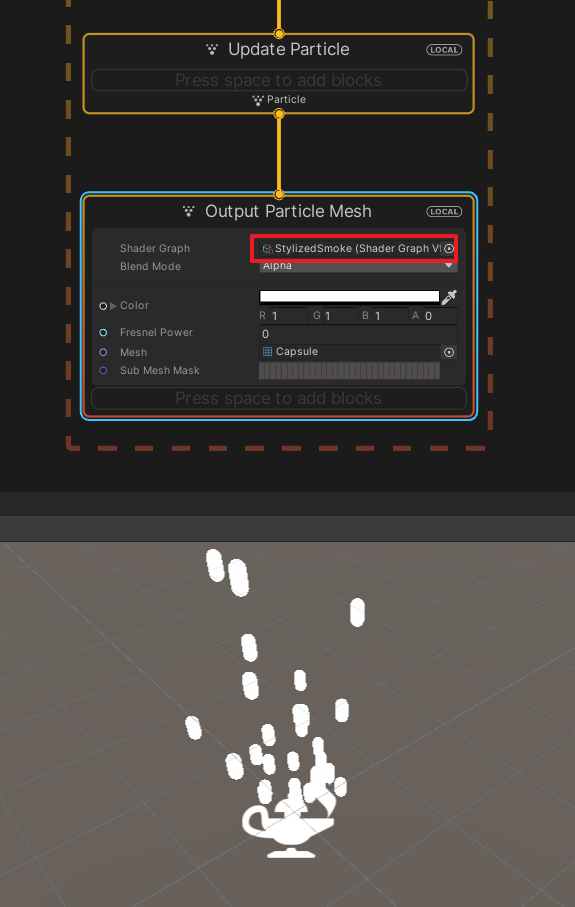 Update Particle
LOCAL
Press space to add blocks
Particle
Output Particle Mesh
LOCAL
Shader Graph StylizedSmoke (Shader Graph V
Blend Mode Alpha
Color
R 1 G 1 B 1 A 0
Fresnel Power 0
Mesh Capsule
Sub Mesh Mask
Press space to add blocks